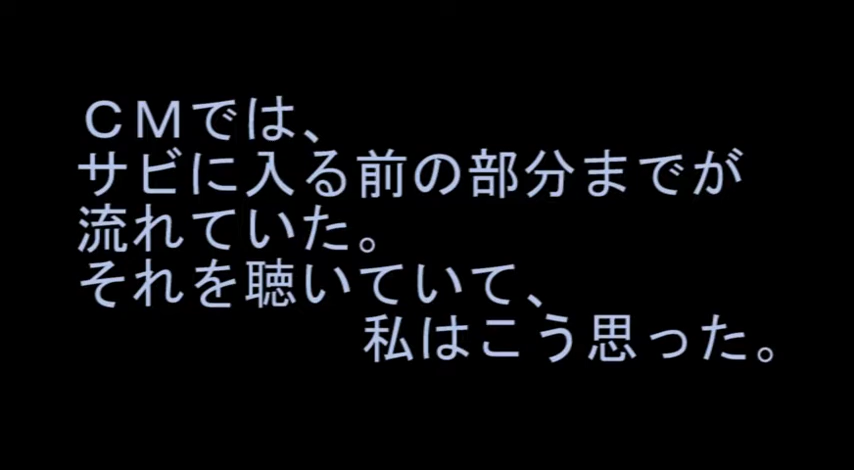 ＣＭでは、
サビに入る前の部分までが
流れていた。
それを聴いていて、
私はこう思った。